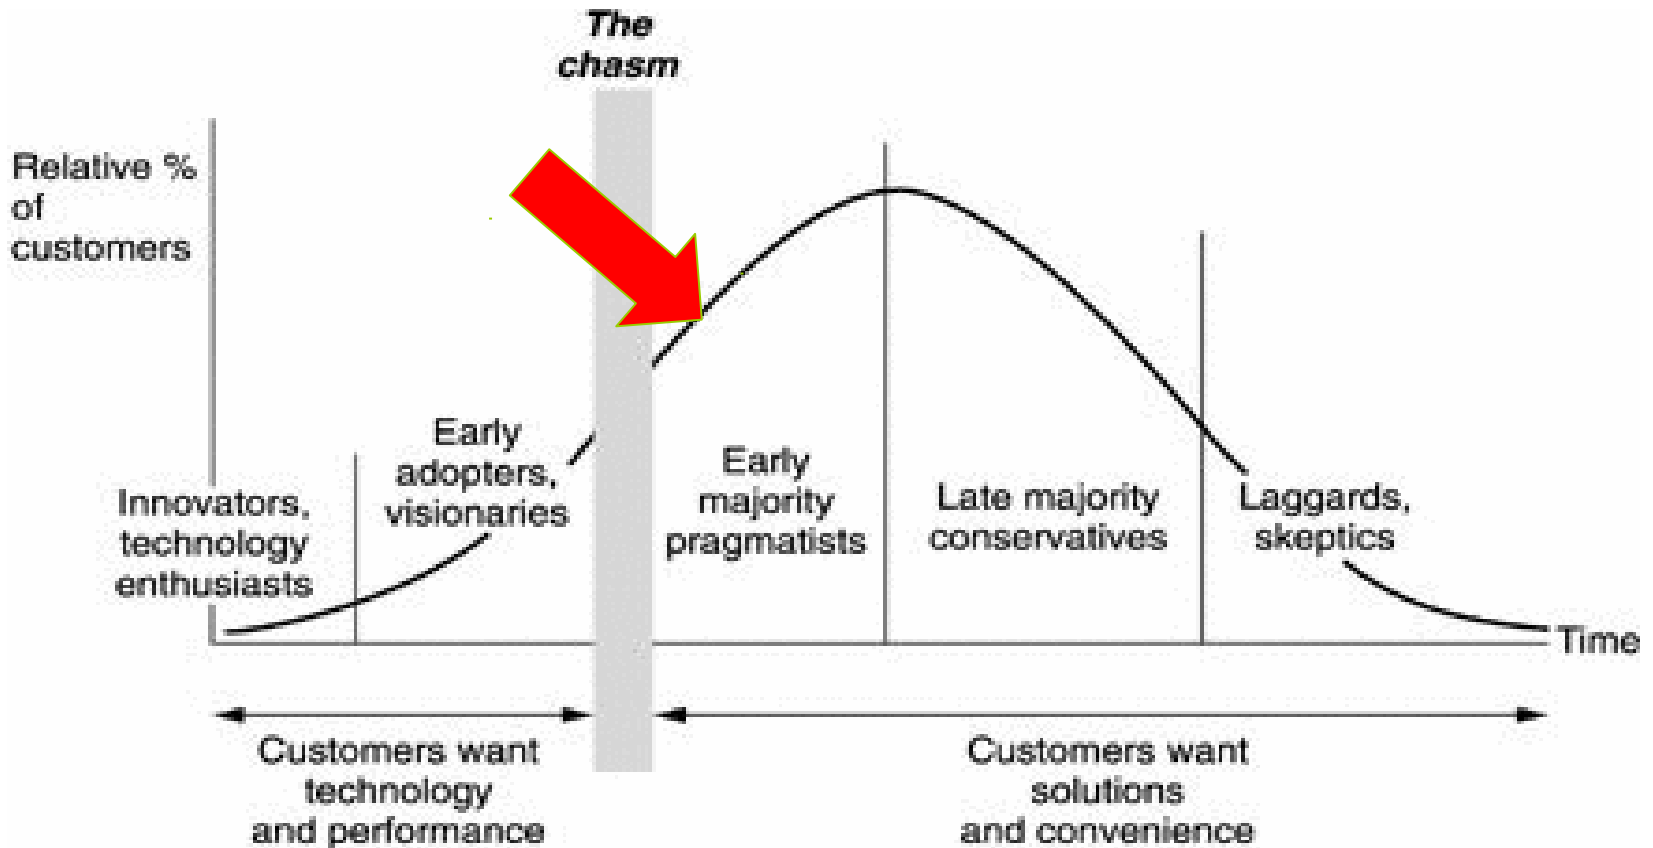 The
chasm
Relative %
of
customers
Innovators,
technology
enthusiasts
Early
adopters,
visionaries
Early
majority
pragmatists
Late majority
conservatives
Laggards,
skeptics
Time
Customers want
technology
and performance
Customers want
solutions
and convenience